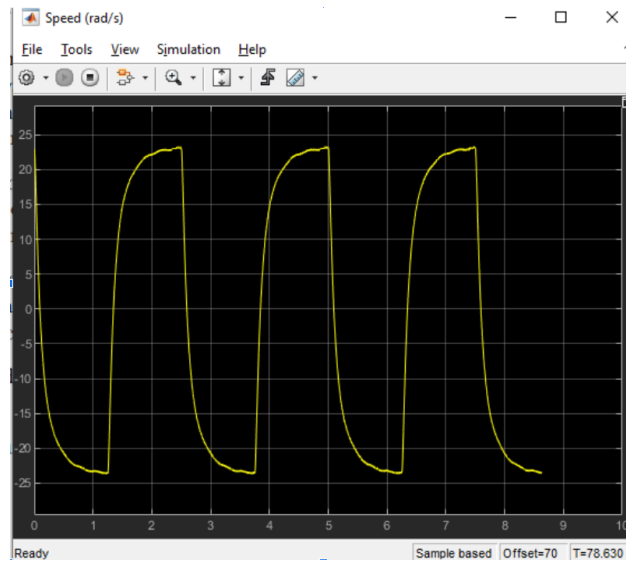 Speed (rad/s)
File Tools View Simulation Help
25
20
15
10
5
0
-5
-10
-15
-20
-25
0 1 2 3 4 5 6 7 8 9 10
Ready Sample based Offset=70 T=78.630